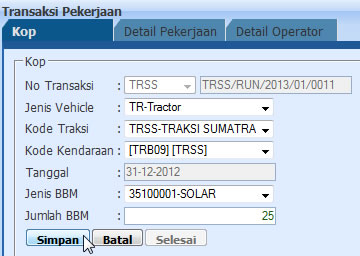 Transaksi Pekerjaan
Kop Detail Pekerjaan Detail Operator
Kop
No Transaksi : TRSS TRSS/RUN/2013/01/0011
Jenis Vehicle : TR-Tractor
Kode Traksi : TRSS-TRAKSI SUMATRA
Kode Kendaraan : [TRB09] [TRSS]
Tanggal : 31-12-2012
Jenis BBM : 35100001-SOLAR
Jumlah BBM : 25
Simpan Batal Selesai